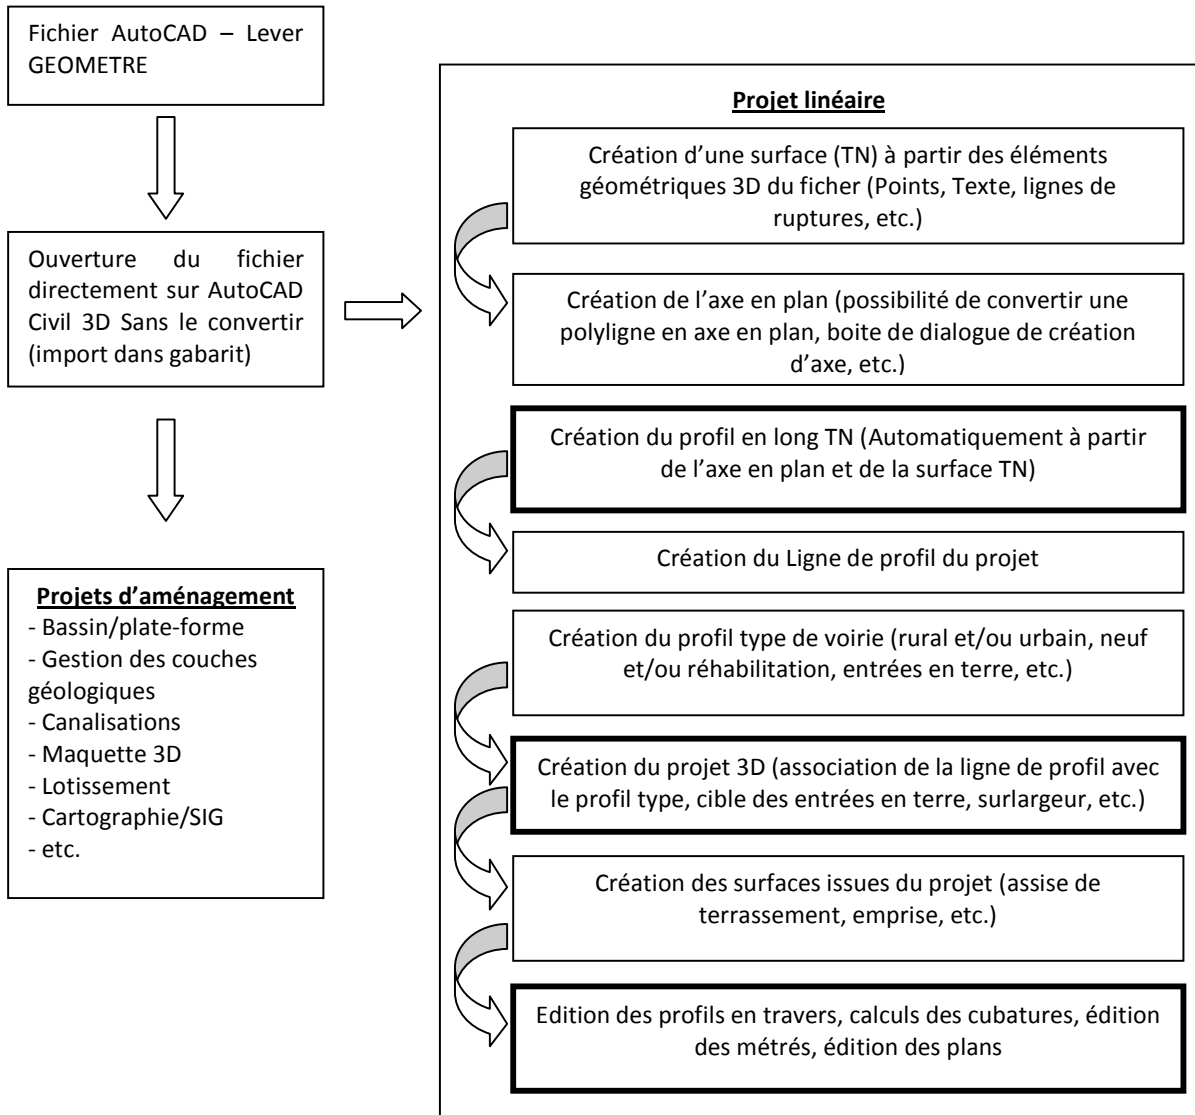 Fichier AutoCAD – Lever
GEOMETRE
Ouverture du fichier
directement sur AutoCAD
Civil 3D Sans le convertir
(import dans gabarit)
Projets d’aménagement
- Bassin/plate-forme
- Gestion des couches
géologiques
- Canalisations
- Maquette 3D
- Lotissement
- Cartographie/SIG
- etc.
Projet linéaire
Création d’une surface (TN) à partir des éléments
géométriques 3D du ficher (Points, Texte, lignes de
ruptures, etc.)
Création de l’axe en plan (possibilité de convertir une
polyligne en axe en plan, boite de dialogue de création
d’axe, etc.)
Création du profil en long TN (Automatiquement à partir
de l’axe en plan et de la surface TN)
Création du Ligne de profil du projet
Création du profil type de voirie (rural et/ou urbain, neuf
et/ou réhabilitation, entrées en terre, etc.)
Création du projet 3D (association de la ligne de profil avec
le profil type, cible des entrées en terre, surlargeur, etc.)
Création des surfaces issues du projet (assise de
terrassement, emprise, etc.)
Edition des profils en travers, calculs des cubatures, édition
des métrés, édition des plans